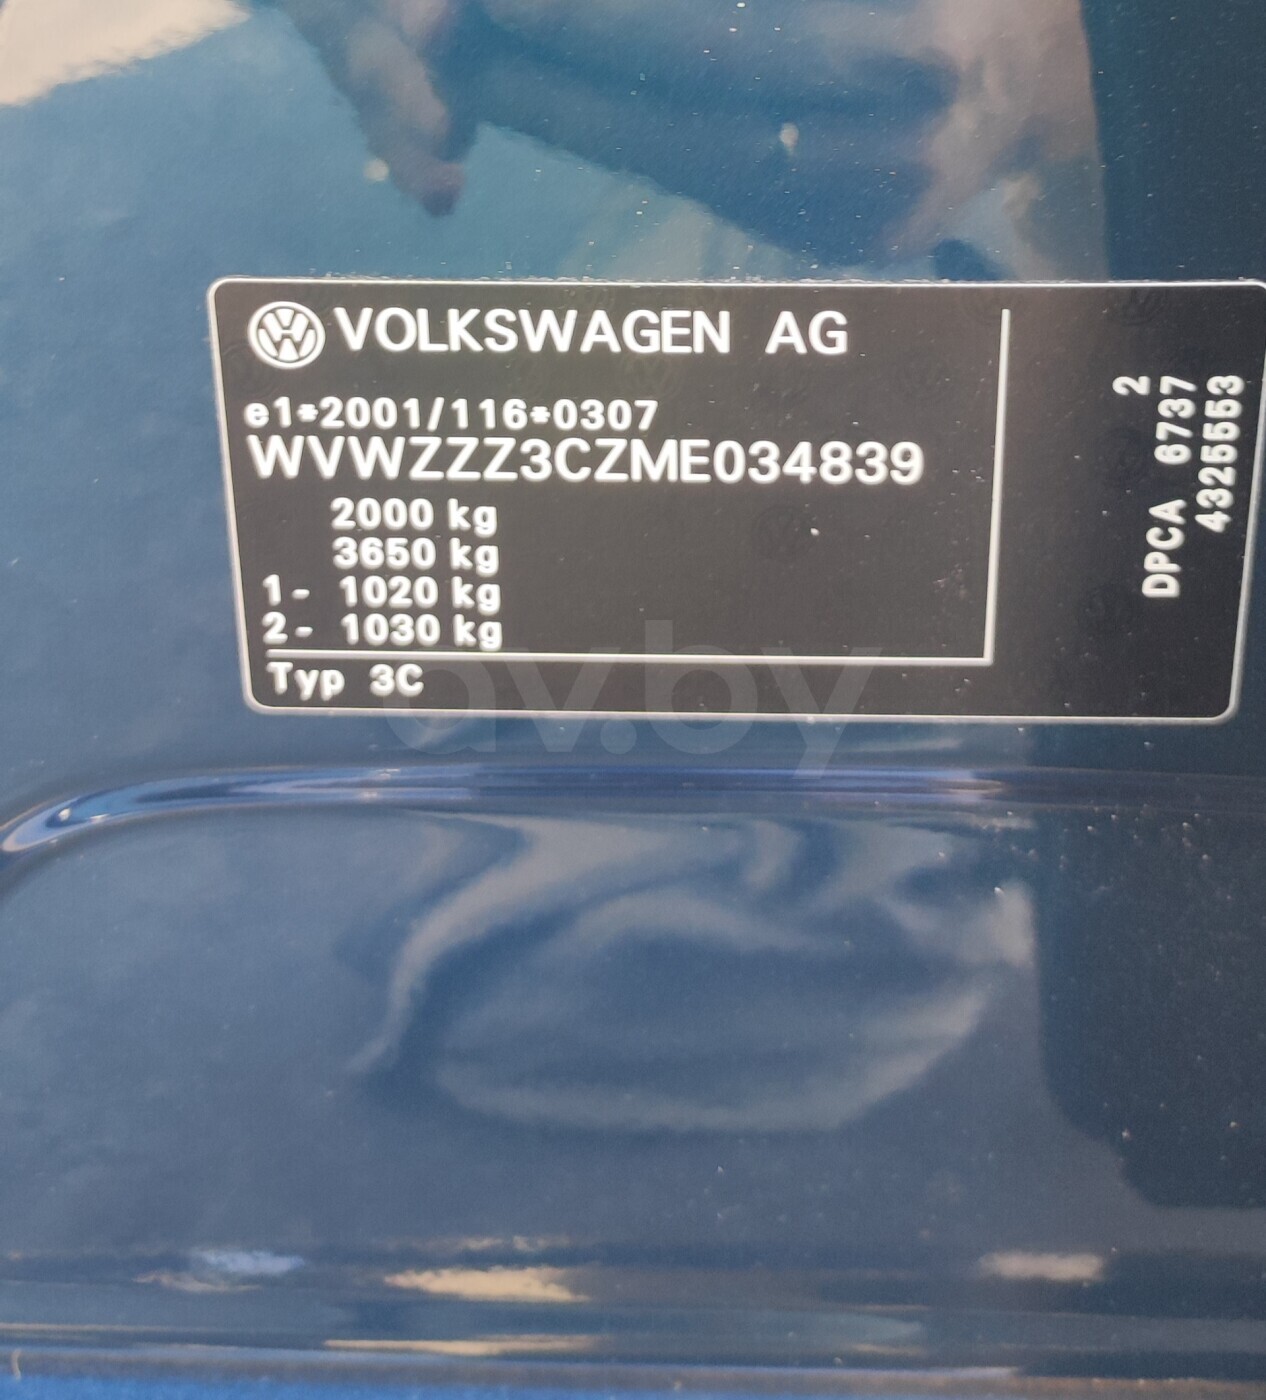 VOLKSWAGEN AG
e1*2001/116*0307
WVWZZZ3CZME034839
2000 kg
3650 kg
1- 1020 kg
2- 1030 kg
Typ 3C
2
DPCA 6737
4325553
av.by